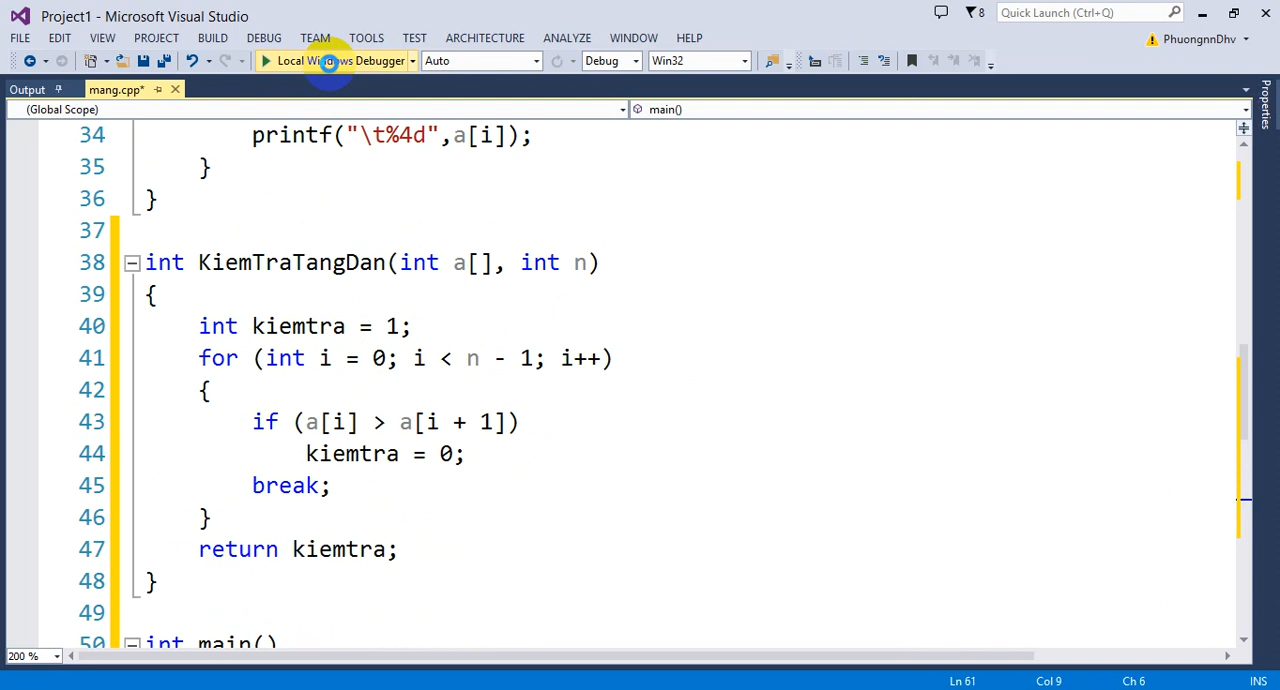 Project1 - Microsoft Visual Studio
8
Quick Launch (Ctrl+Q)
FILE EDIT VIEW PROJECT BUILD DEBUG TEAM TOOLS TEST ARCHITECTURE ANALYZE WINDOW HELP
PhuongnnDhv
Local Windows Debugger Auto Debug Win32
Output mang.cpp*
Properties
(Global Scope) main()
34 printf("\t%4d",a[i]);
35 }
36 }
37
38 int KiemTraTangDan(int a[], int n)
39 {
40 int kiemtra = 1;
41 for (int i = 0; i < n - 1; i++)
42 {
43 if (a[i] > a[i + 1])
44 kiemtra = 0;
45 break;
46 }
47 return kiemtra;
48 }
49
50 int main()
200 %
Ln 61 Col 9 Ch 6 INS